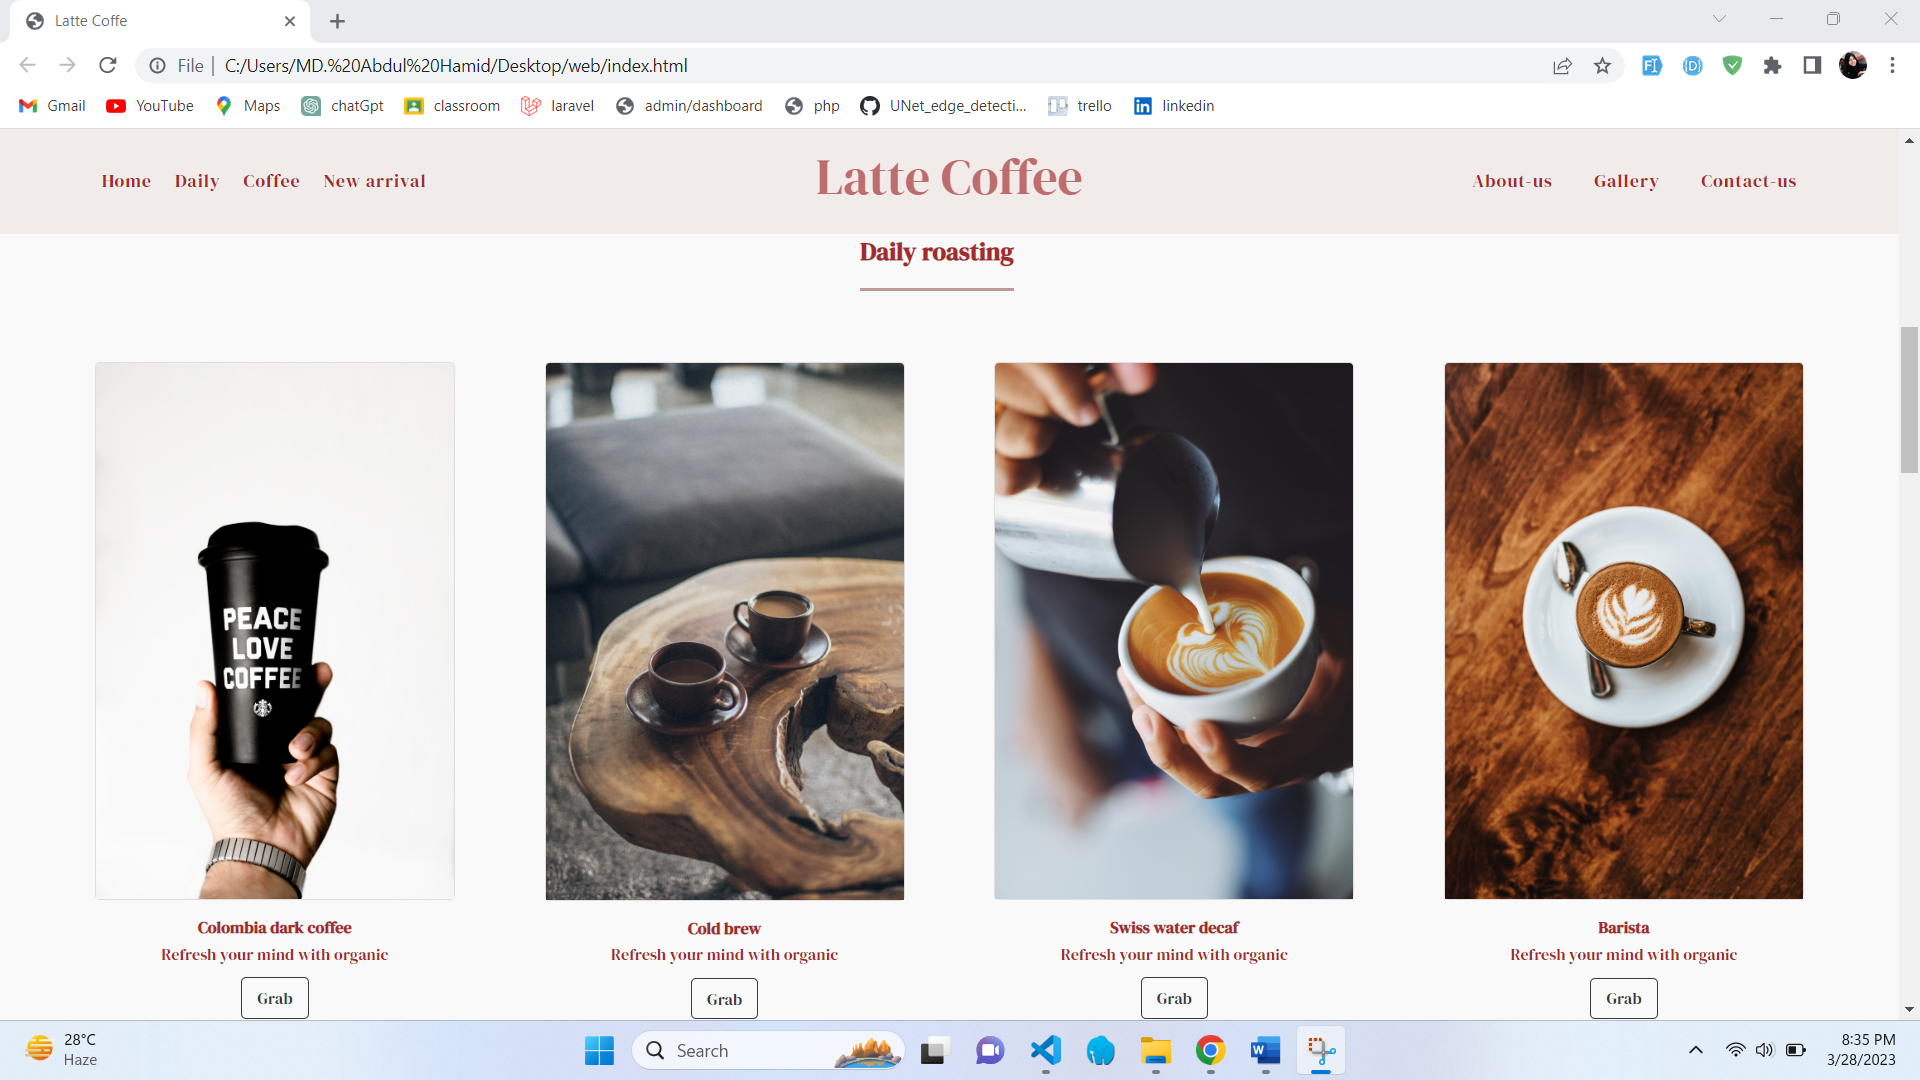 Latte Coffe
File | C:/Users/MD.%20Abdul%20Hamid/Desktop/web/index.html
Gmail YouTube Maps chatGpt classroom laravel admin/dashboard php UNet_edge_detecti... trello linkedin
Home Daily Coffee New arrival Latte Coffee About-us Gallery Contact-us
Daily roasting
PEACE
LOVE
COFFEE
Colombia dark coffee Cold brew Swiss water decaf Barista
Refresh your mind with organic Refresh your mind with organic Refresh your mind with organic Refresh your mind with organic
Grab Grab Grab Grab
28°C
Haze
Search
8:35 PM
3/28/2023